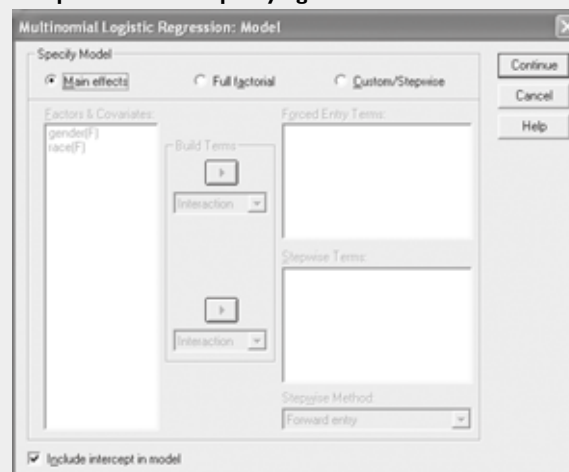 Multinomial Logistic Regression: Model
Specify Model
Main effects
Full factorial
Custom/Stepwise
Continue
Cancel
Help
Factors & Covariates:
gender(F)
race(F)
Build Terms
Interaction
Interaction
Forced Entry Terms:
Stepwise Terms:
Stepwise Method
Forward entry
Include intercept in model